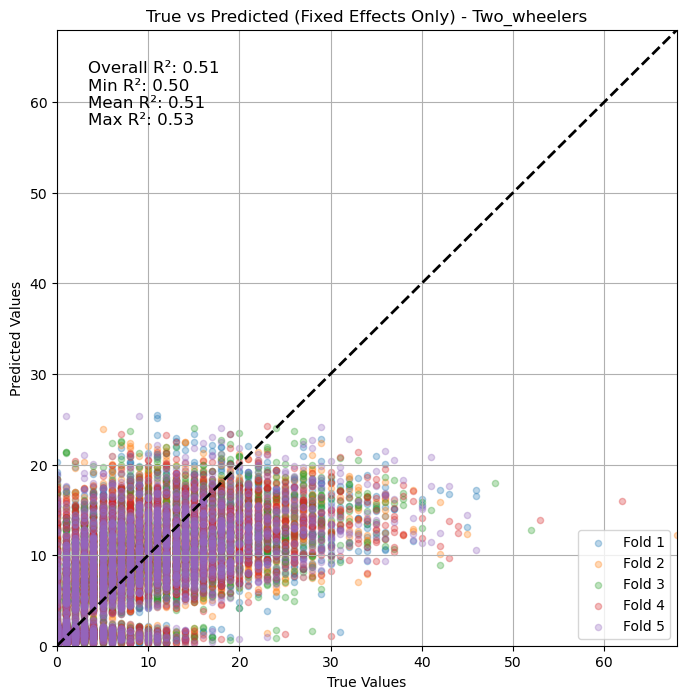 True vs Predicted (Fixed Effects Only) - Two_wheelers
Overall R²: 0.51
Min R²: 0.50
Mean R²: 0.51
Max R²: 0.53
Predicted Values
60
50
40
30
20
10
0
0 10 20 30 40 50 60
True Values
Fold 1
Fold 2
Fold 3
Fold 4
Fold 5